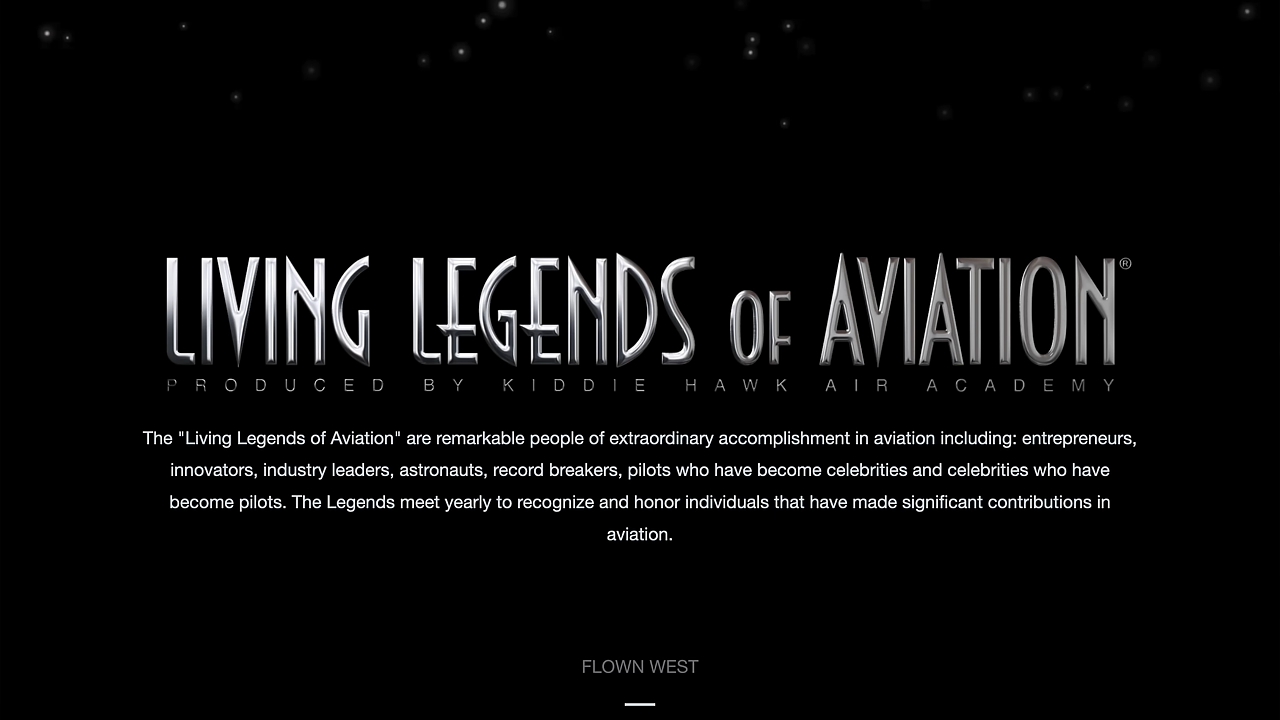 LIVING LEGENDS OF AVIATION®
PRODUCED BY KIDDIE HAWK AIR ACADEMY
The "Living Legends of Aviation" are remarkable people of extraordinary accomplishment in aviation including: entrepreneurs,
innovators, industry leaders, astronauts, record breakers, pilots who have become celebrities and celebrities who have
become pilots. The Legends meet yearly to recognize and honor individuals that have made significant contributions in
aviation.
FLOWN WEST